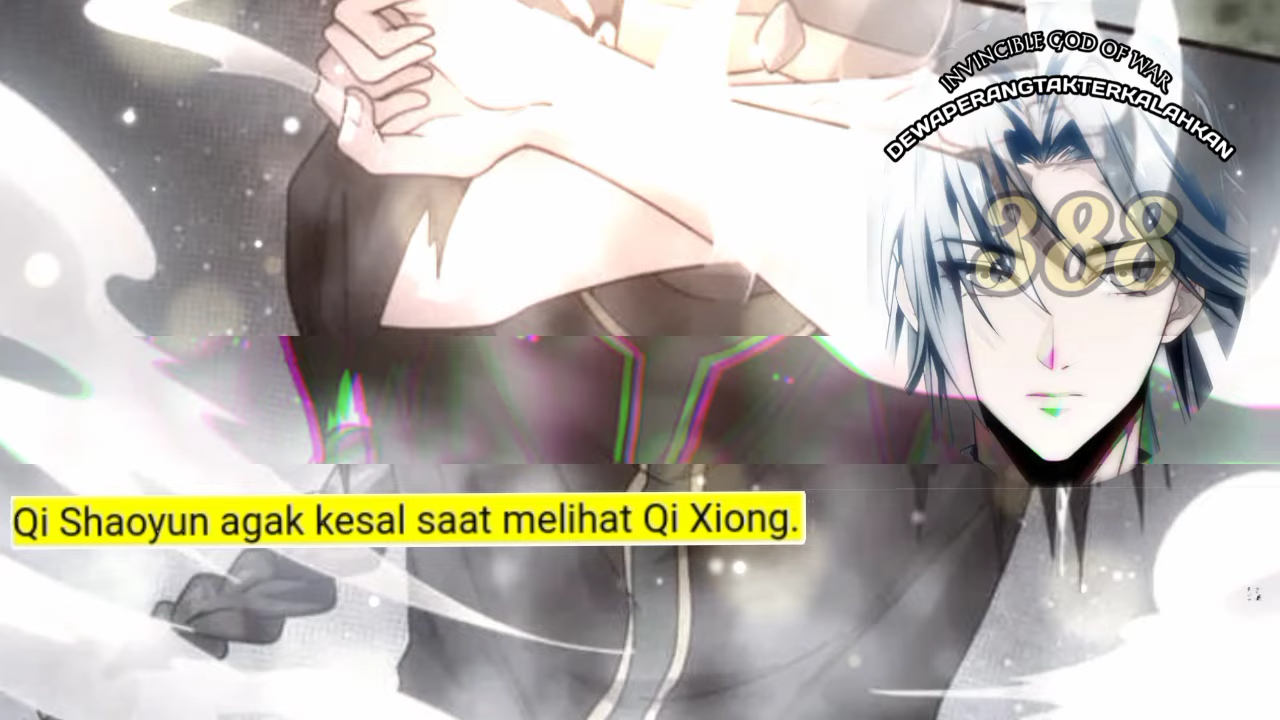 INVINCIBLE GOD OF WAR
DEWAPERANGTAKTERKALAHKAN
388
Qi Shaoyun agak kesal saat melihat Qi Xiong.